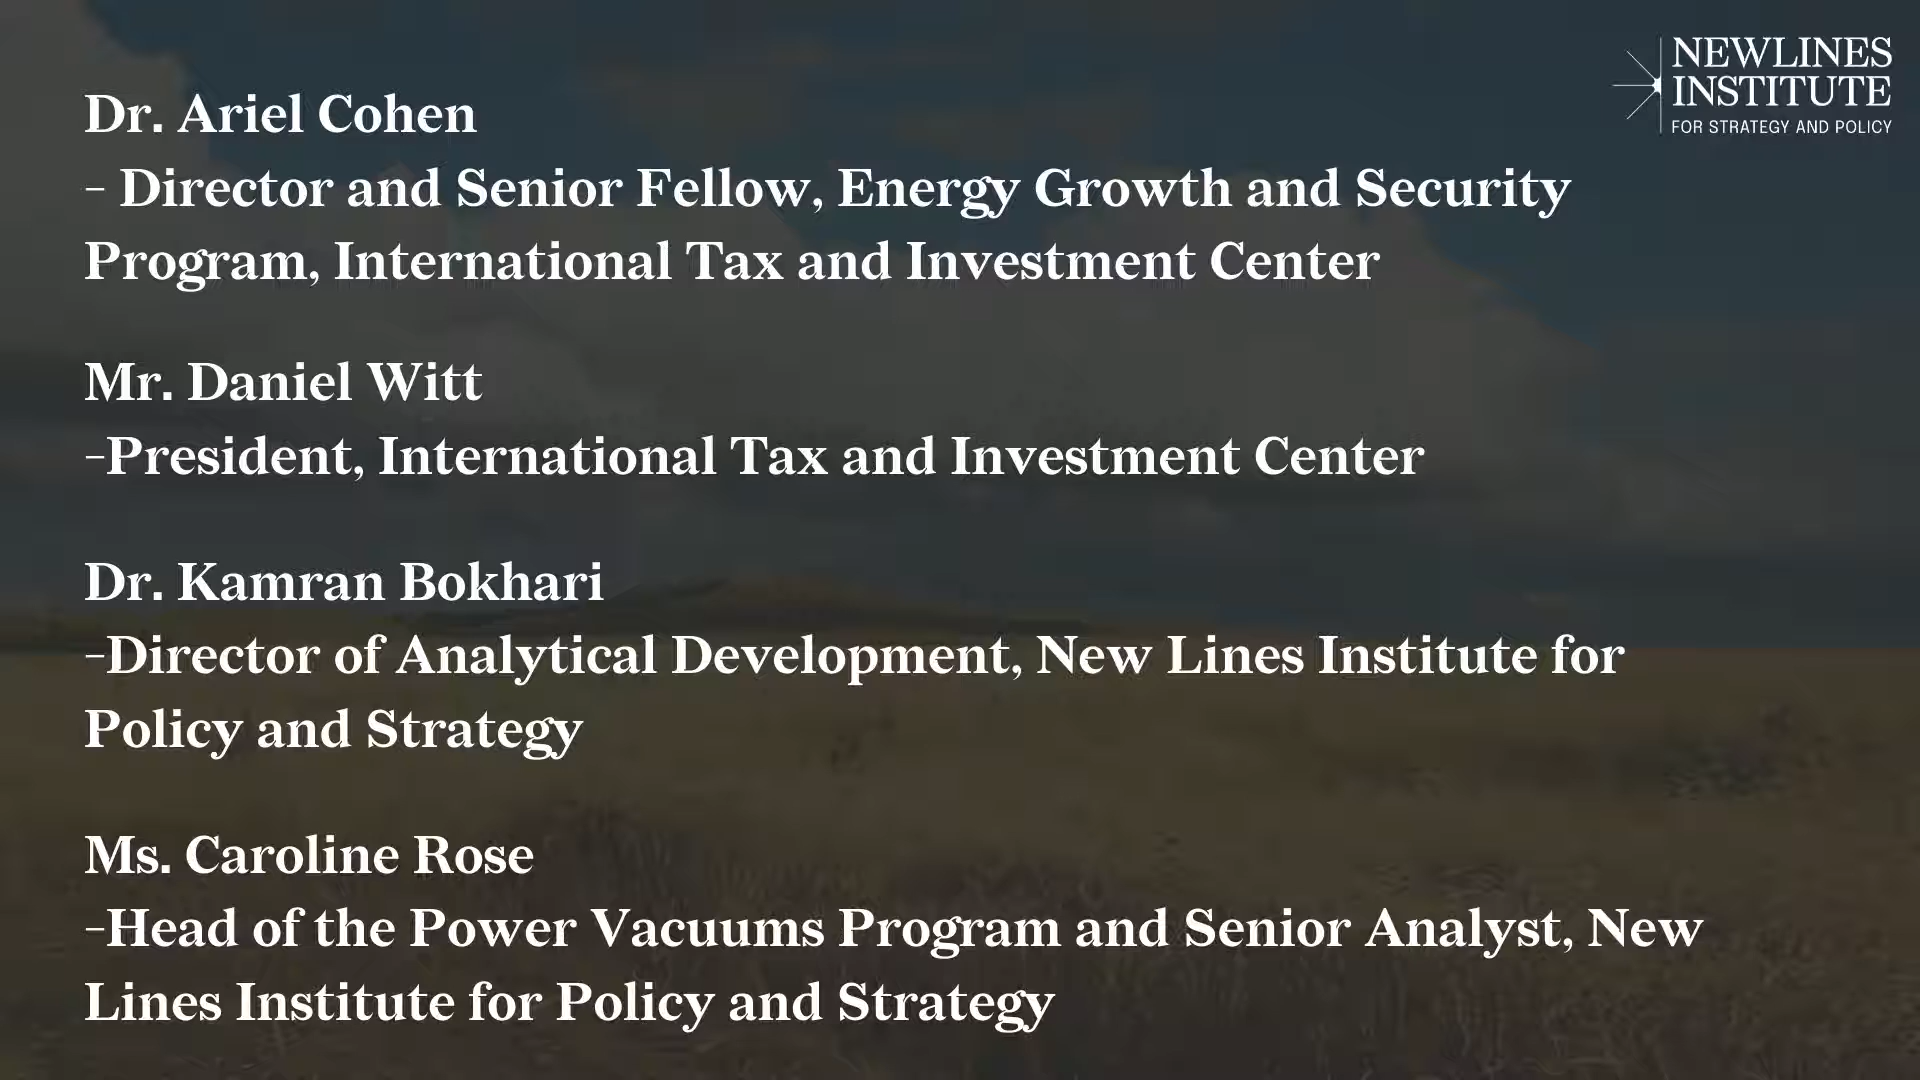 NEWLINES
INSTITUTE
FOR STRATEGY AND POLICY
Dr. Ariel Cohen
- Director and Senior Fellow, Energy Growth and Security
Program, International Tax and Investment Center
Mr. Daniel Witt
-President, International Tax and Investment Center
Dr. Kamran Bokhari
-Director of Analytical Development, New Lines Institute for
Policy and Strategy
Ms. Caroline Rose
-Head of the Power Vacuums Program and Senior Analyst, New
Lines Institute for Policy and Strategy